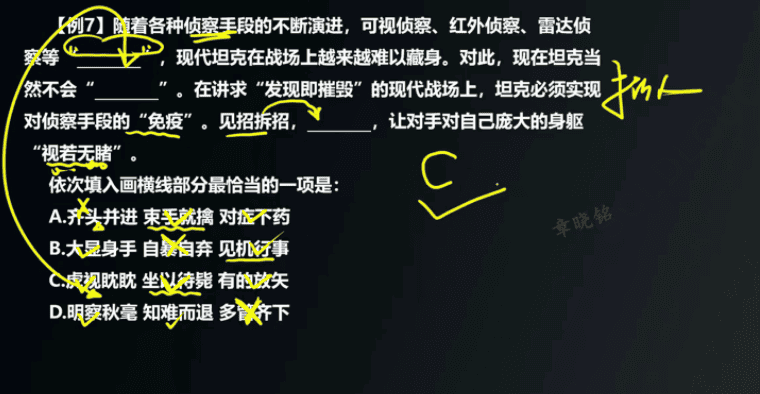 【例7】随着各种侦察手段的不断演进，可视侦察、红外侦察、雷达侦
察等“________”，现代坦克在战场上越来越难以藏身。对此，现在坦克当
然不会“________”。在讲求“发现即摧毁”的现代战场上，坦克必须实现
对侦察手段的“免疫”。见招拆招，________，让对手对自己庞大的身躯
“视若无睹”。
依次填入画横线部分最恰当的一项是：
A.齐头并进 束手就擒 对症下药
B.大显身手 自暴自弃 见机行事
C.虎视眈眈 坐以待毙 有的放矢
D.明察秋毫 知难而退 多管齐下
C
章晓铭